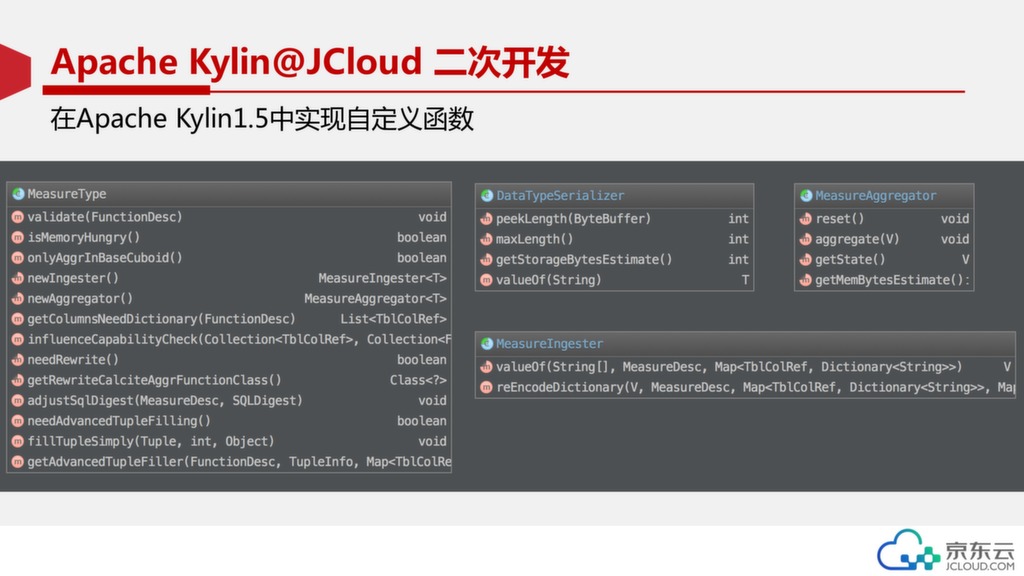 Apache Kylin@JCloud 二次开发
在Apache Kylin1.5中实现自定义函数
MeasureType
validate(FunctionDesc) void
isMemoryHungry() boolean
onlyAggrInBaseCuboid() boolean
newIngester() MeasureIngester<T>
newAggregator() MeasureAggregator<T>
getColumnsNeedDictionary(FunctionDesc) List<TblColRef>
influenceCapabilityCheck(Collection<TblColRef>, Collection<F
needRewrite() boolean
getRewriteCalciteAggrFunctionClass() Class<?>
adjustSqlDigest(MeasureDesc, SQLDigest) void
needAdvancedTupleFilling() boolean
fillTupleSimply(Tuple, int, Object) void
getAdvancedTupleFiller(FunctionDesc, TupleInfo, Map<TblColRe
DataTypeSerializer
peekLength(ByteBuffer) int
maxLength() int
getStorageBytesEstimate() int
valueOf(String) T
MeasureAggregator
reset() void
aggregate(V) void
getState() V
getMemBytesEstimate():
MeasureIngester
valueOf(String[], MeasureDesc, Map<TblColRef, Dictionary<String>>) V
reEncodeDictionary(V, MeasureDesc, Map<TblColRef, Dictionary<String>>, Map
京东云
JCLOUD.COM